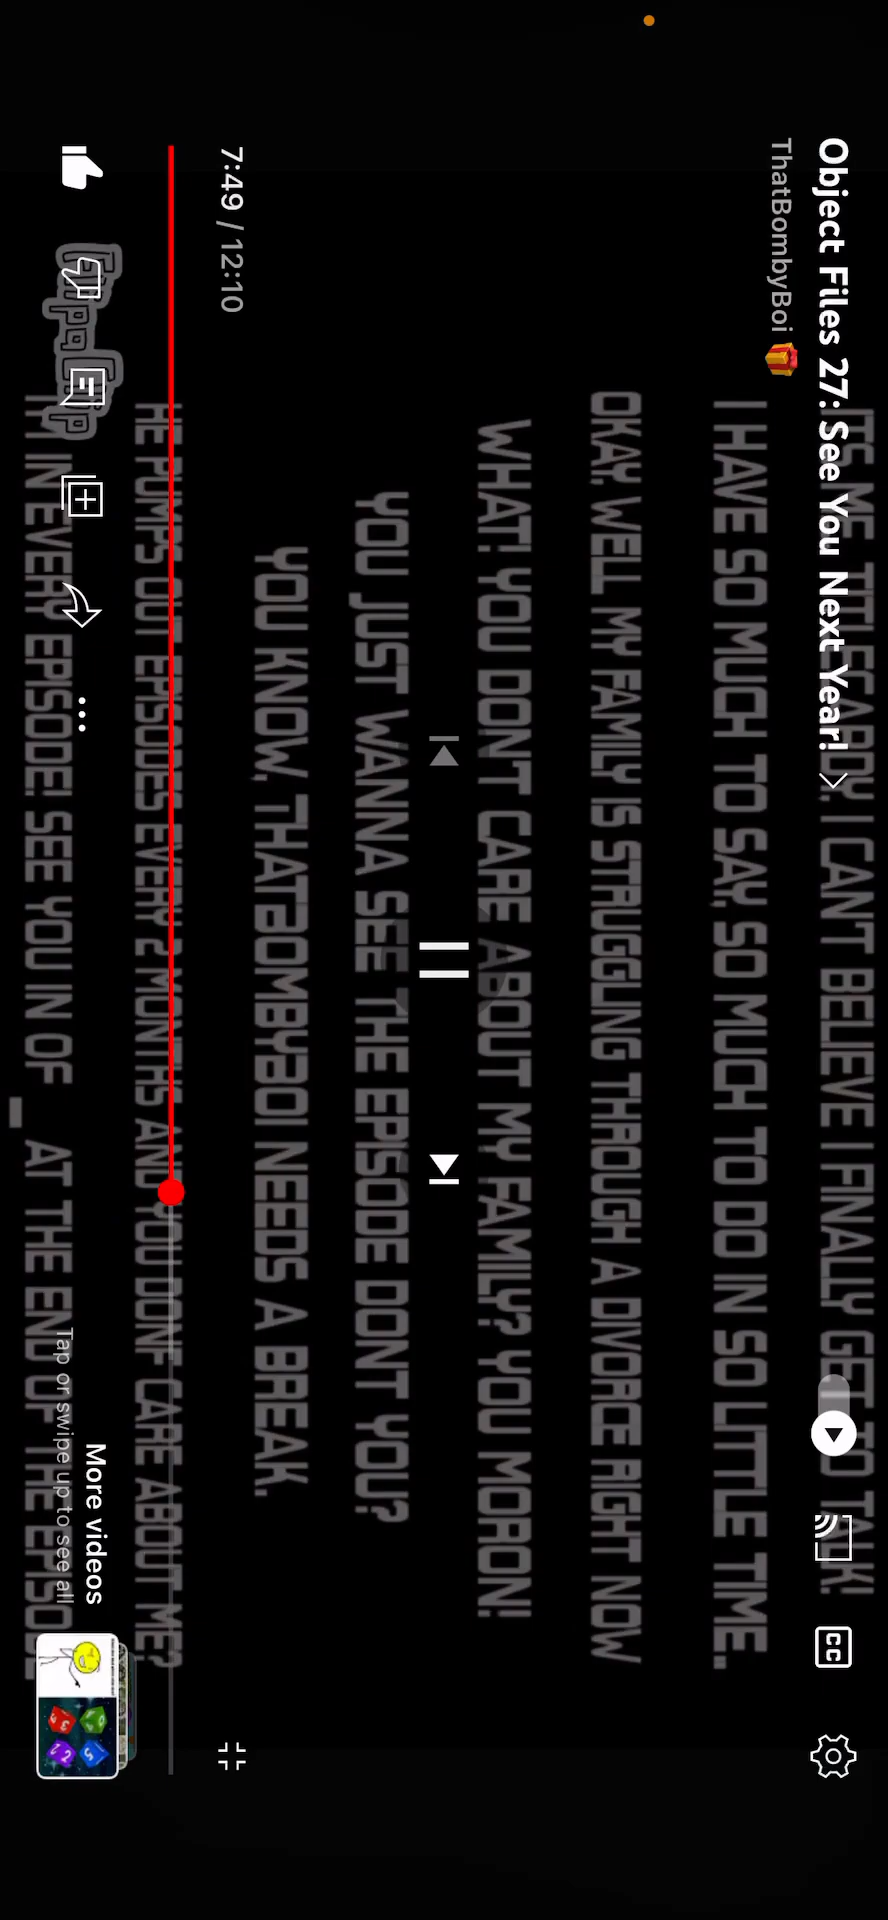 Object Files 27: See You Next Year!
ThatBombyBoi
IT'S ME, TITLECARDY, I CAN'T BELIEVE I FINALLY GET TO TALK!
I HAVE SO MUCH TO SAY, SO MUCH TO DO IN SO LITTLE TIME..
OKAY, WELL MY FAMILY IS STRUGGLING THROUGH A DIVORCE RIGHT NOW
WHAT! YOU DON'T CARE ABOUT MY FAMILY? YOU MORON!!
YOU JUST WANNA SEE THE EPISODE DONT YOU?
YOU KNOW, THATBOMBYBOI NEEDS A BREAK.
7:49 / 12:10
HE PUMPS OUT EPISODES EVERY 2 MONTHS AND YOU DONT CARE ABOUT ME?
IN EVERY EPISODE! SEE YOU IN OF _ AT THE END OF THE EPISODE
CC
More videos
Tap or swipe up to see all